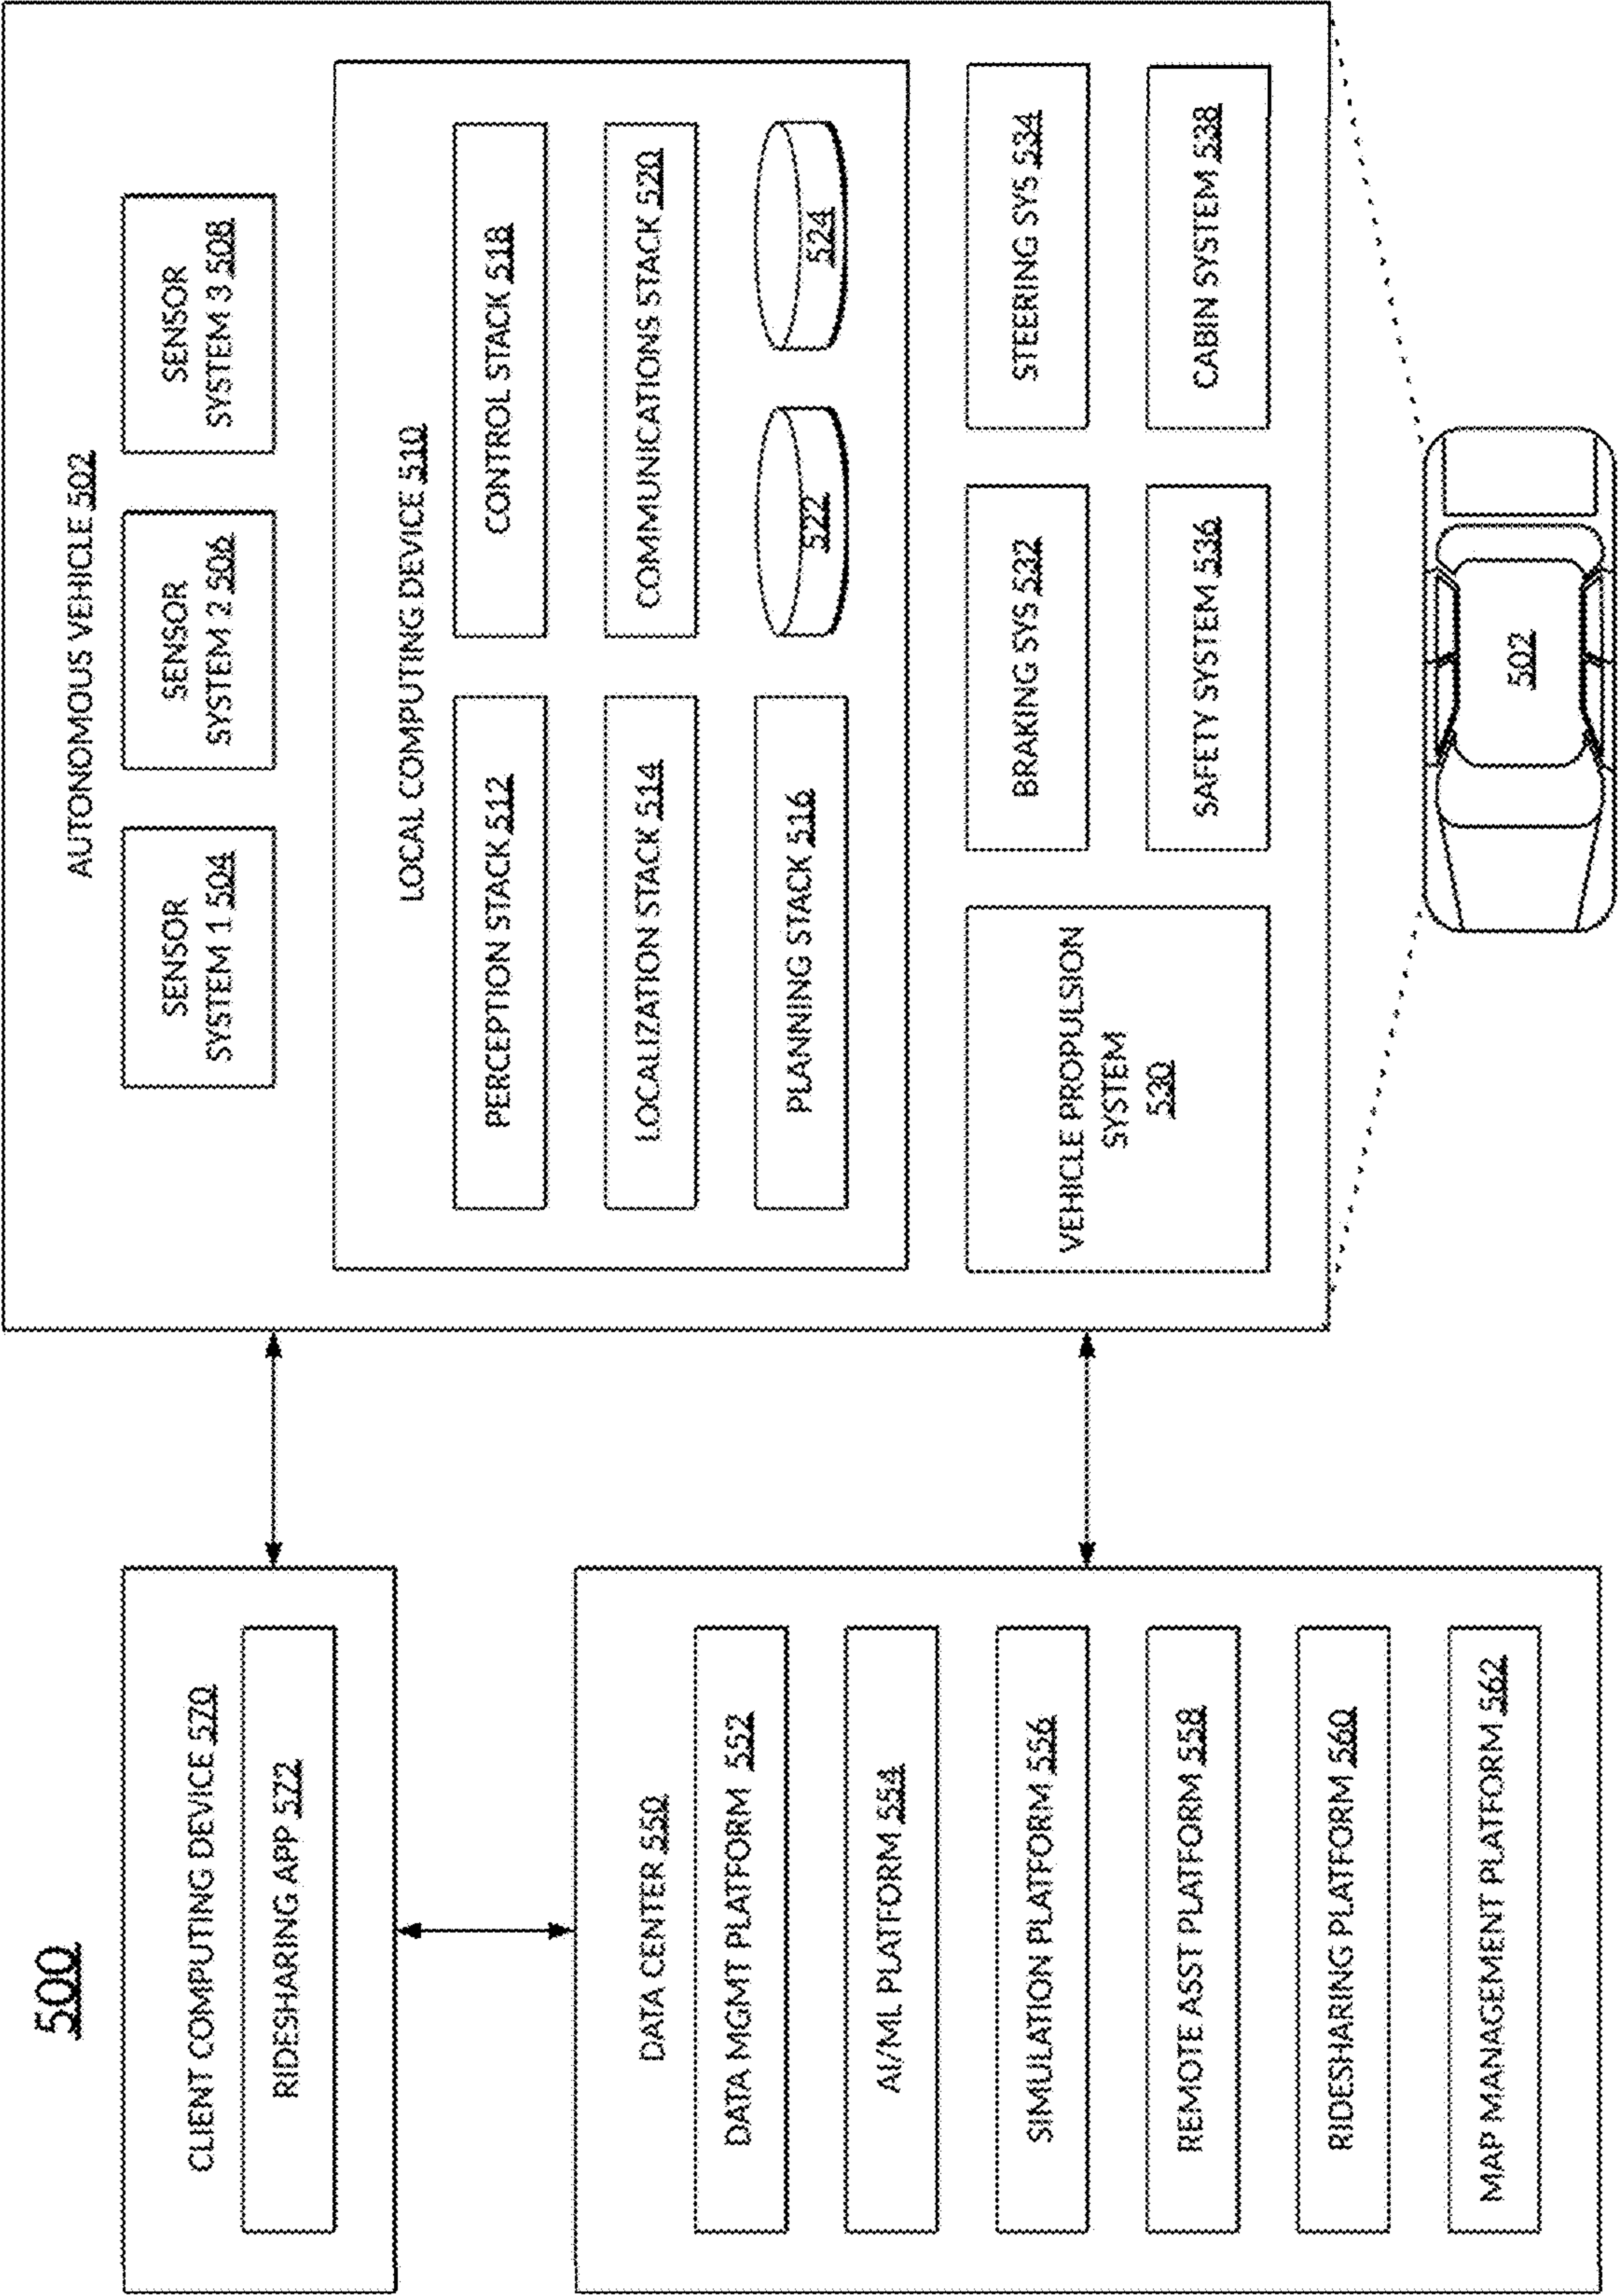 500
CLIENT COMPUTING DEVICE 570
RIDESHARING APP 572
DATA CENTER 550
DATA MGMT PLATFORM 552
AI/ML PLATFORM 554
SIMULATION PLATFORM 556
REMOTE ASST PLATFORM 558
RIDESHARING PLATFORM 560
MAP MANAGEMENT PLATFORM 562
AUTONOMOUS VEHICLE 502
SENSOR
SYSTEM 1 504
SENSOR
SYSTEM 2 506
SENSOR
SYSTEM 3 508
LOCAL COMPUTING DEVICE 510
PERCEPTION STACK 512
CONTROL STACK 518
LOCALIZATION STACK 514
COMMUNICATIONS STACK 520
PLANNING STACK 516
522
524
VEHICLE PROPULSION
SYSTEM
530
BRAKING SYS 532
STEERING SYS 534
SAFETY SYSTEM 536
CABIN SYSTEM 538
502